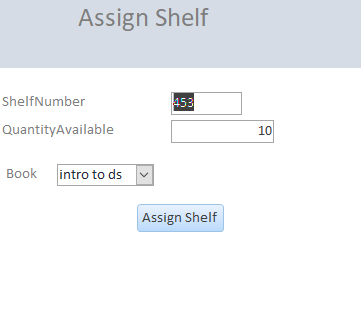 Assign Shelf
ShelfNumber 453
QuantityAvailable 10
Book intro to ds
Assign Shelf